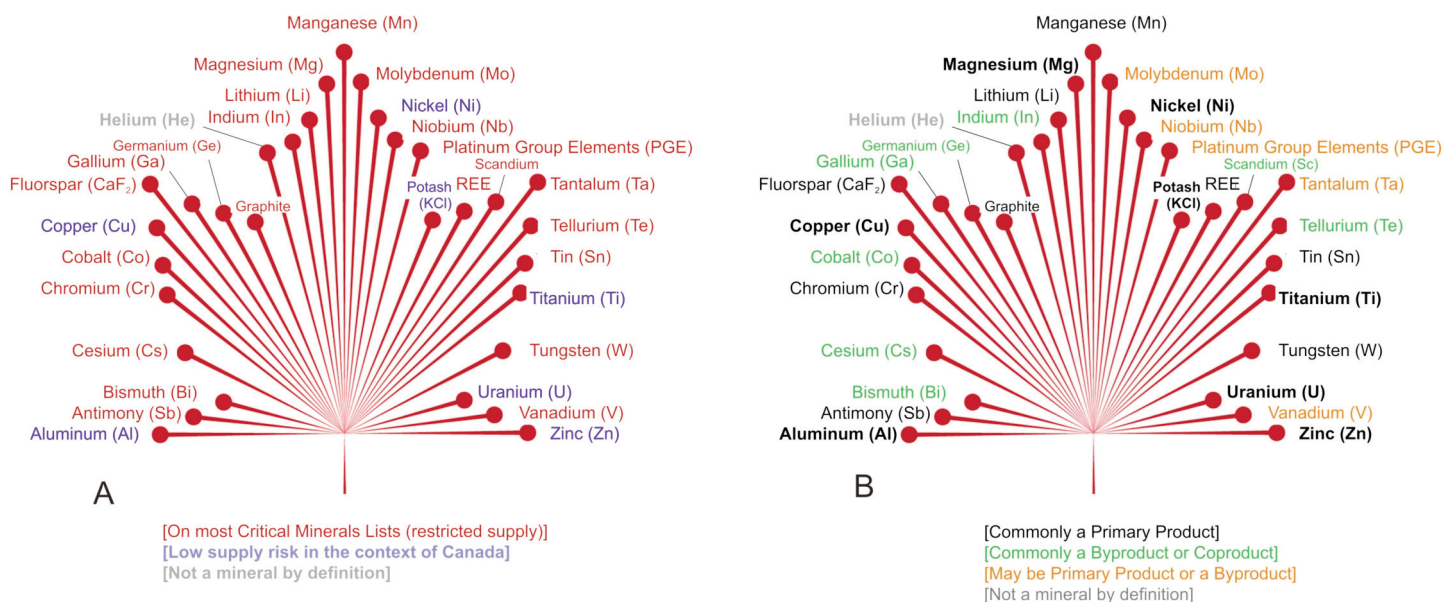 Manganese (Mn)
Magnesium (Mg)
Molybdenum (Mo)
Lithium (Li)
Nickel (Ni)
Helium (He)
Indium (In)
Niobium (Nb)
Germanium (Ge)
Platinum Group Elements (PGE)
Gallium (Ga)
Scandium
Fluorspar (CaF₂)
Potash
(KCl)
REE
Tantalum (Ta)
Graphite
Copper (Cu)
Tellurium (Te)
Cobalt (Co)
Tin (Sn)
Chromium (Cr)
Titanium (Ti)
Cesium (Cs)
Tungsten (W)
Bismuth (Bi)
Uranium (U)
Antimony (Sb)
Vanadium (V)
Aluminum (Al)
Zinc (Zn)
A
[On most Critical Minerals Lists (restricted supply)]
[Low supply risk in the context of Canada]
[Not a mineral by definition]
Manganese (Mn)
Magnesium (Mg)
Molybdenum (Mo)
Lithium (Li)
Nickel (Ni)
Helium (He)
Indium (In)
Niobium (Nb)
Germanium (Ge)
Platinum Group Elements (PGE)
Gallium (Ga)
Scandium (Sc)
Fluorspar (CaF₂)
Potash
(KCl)
REE
Tantalum (Ta)
Graphite
Copper (Cu)
Tellurium (Te)
Cobalt (Co)
Tin (Sn)
Chromium (Cr)
Titanium (Ti)
Cesium (Cs)
Tungsten (W)
Bismuth (Bi)
Uranium (U)
Antimony (Sb)
Vanadium (V)
Aluminum (Al)
Zinc (Zn)
B
[Commonly a Primary Product]
[Commonly a Byproduct or Coproduct]
[May be Primary Product or a Byproduct]
[Not a mineral by definition]